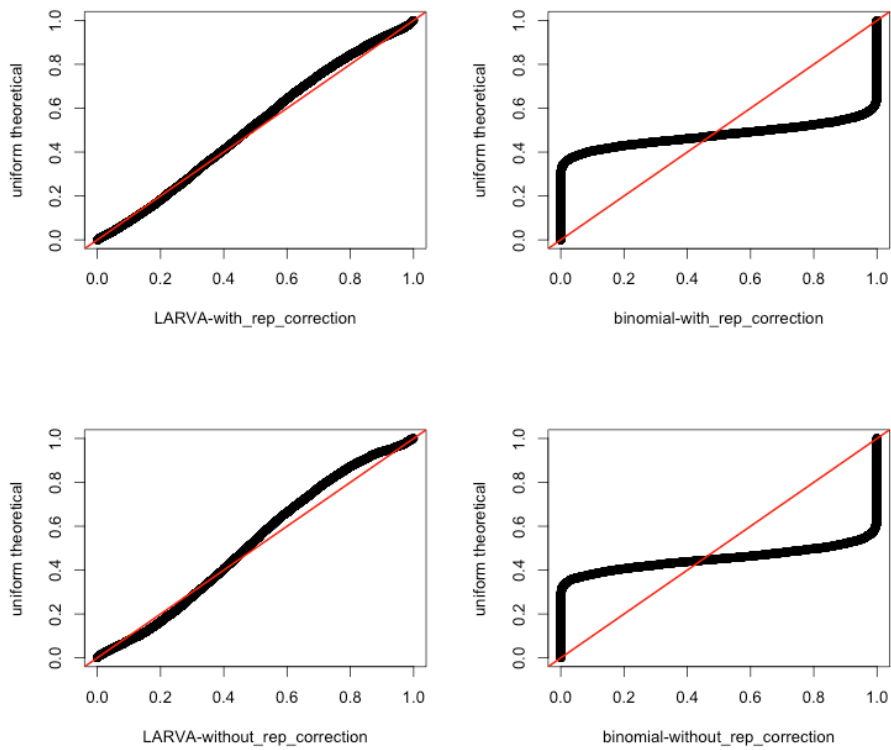 uniform theoretical
1.0
0.8
0.6
0.4
0.2
0.0
0.0 0.2 0.4 0.6 0.8 1.0
LARVA-with_rep_correction
uniform theoretical
1.0
0.8
0.6
0.4
0.2
0.0
0.0 0.2 0.4 0.6 0.8 1.0
binomial-with_rep_correction
uniform theoretical
1.0
0.8
0.6
0.4
0.2
0.0
0.0 0.2 0.4 0.6 0.8 1.0
LARVA-without_rep_correction
uniform theoretical
1.0
0.8
0.6
0.4
0.2
0.0
0.0 0.2 0.4 0.6 0.8 1.0
binomial-without_rep_correction